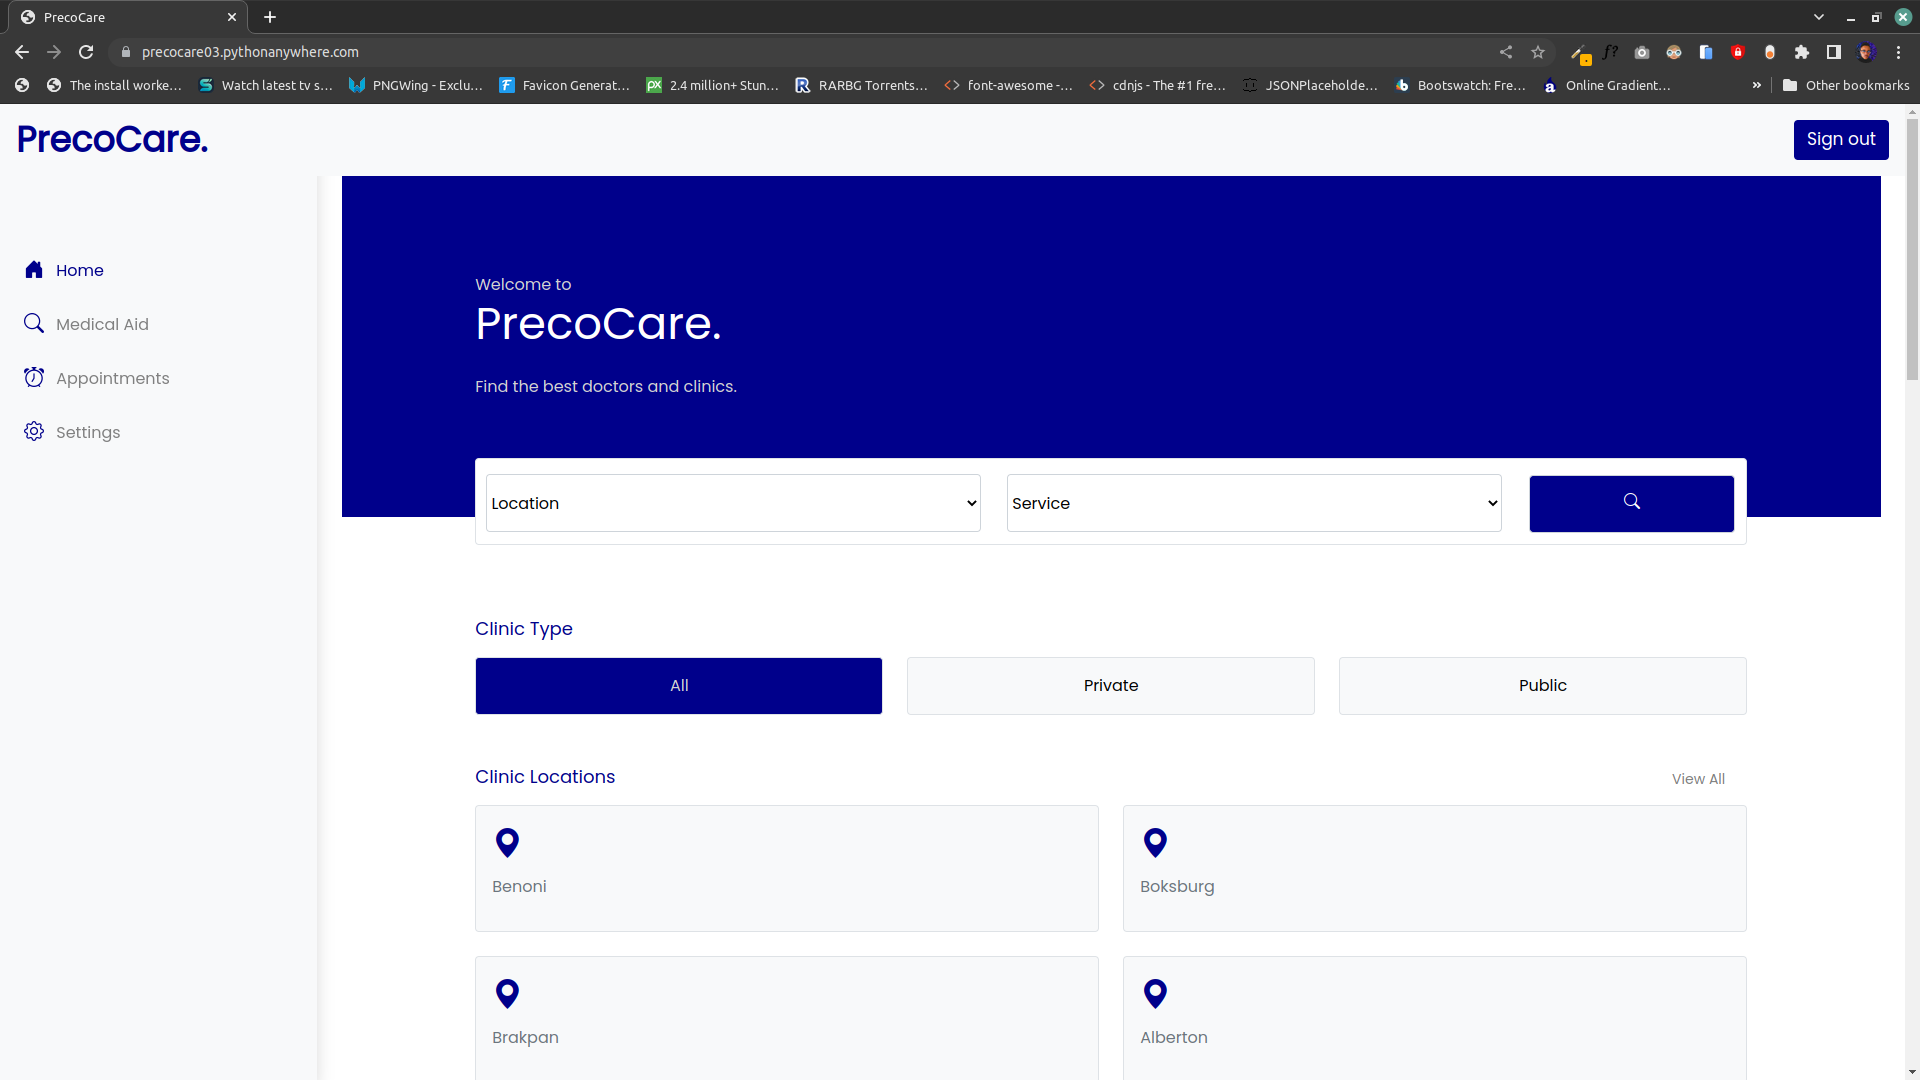 PrecoCare
precocare03.pythonanywhere.com
The install worke...
Watch latest tv s...
PNGWing - Exclu...
Favicon Generat...
2.4 million+ Stun...
RARBG Torrents...
font-awesome -...
cdnjs - The #1 fre...
JSONPlaceholde...
Bootswatch: Fre...
Online Gradient...
»
Other bookmarks
PrecoCare.
Sign out
Home
Medical Aid
Appointments
Settings
Welcome to
PrecoCare.
Find the best doctors and clinics.
Location
Service
Clinic Type
All
Private
Public
Clinic Locations
View All
Benoni
Boksburg
Brakpan
Alberton